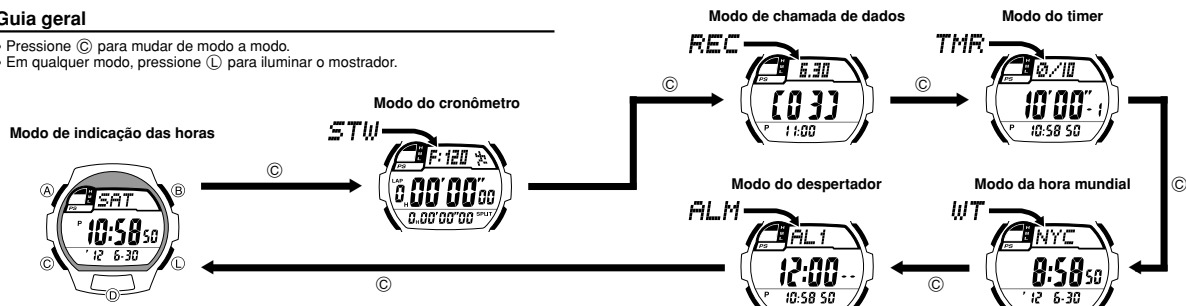 Guia geral
• Pressione Ⓒ para mudar de modo a modo.
• Em qualquer modo, pressione Ⓛ para iluminar o mostrador.
Modo de indicação das horas
Ⓐ
Ⓑ
PS
SAT
P 10:58 50
'12 6-30
Ⓒ
Ⓛ
Ⓓ
Ⓒ
Modo do cronômetro
STW
PS
F:120
LAP
0 H 00'00"00
0H00'00"00 SPLIT
Ⓒ
Modo de chamada de dados
REC
PS
6.30
[03]
P 11:00
Ⓒ
Modo do timer
TMR
PS
0/10
10'00"-1
P 10:58 50
Ⓒ
Modo da hora mundial
WT
PS
NYC
8:58 50
'12 6-30
Ⓒ
Modo do despertador
ALM
PS
AL1
12:00--
P 10:58 50
Ⓒ